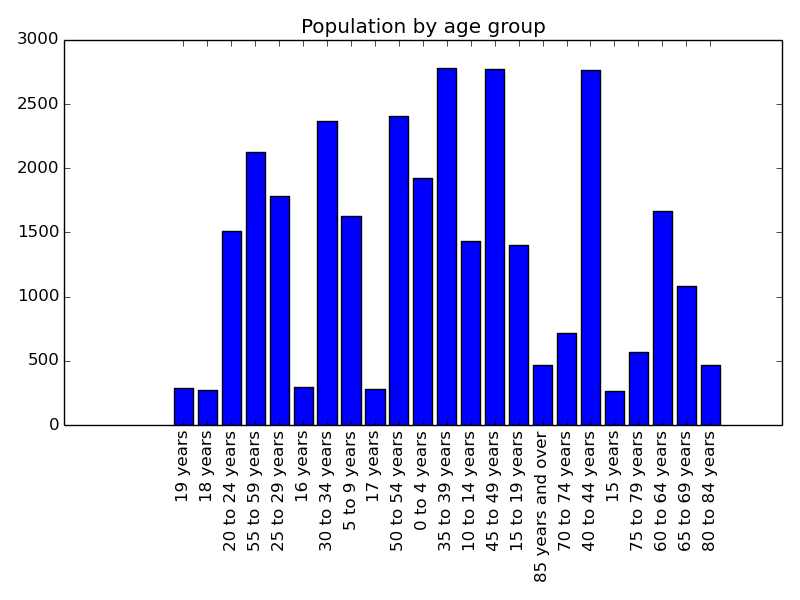 Population by age group
3000
2500
2000
1500
1000
500
0
19 years
18 years
20 to 24 years
55 to 59 years
25 to 29 years
16 years
30 to 34 years
5 to 9 years
17 years
50 to 54 years
0 to 4 years
35 to 39 years
10 to 14 years
45 to 49 years
15 to 19 years
85 years and over
70 to 74 years
40 to 44 years
15 years
75 to 79 years
60 to 64 years
65 to 69 years
80 to 84 years